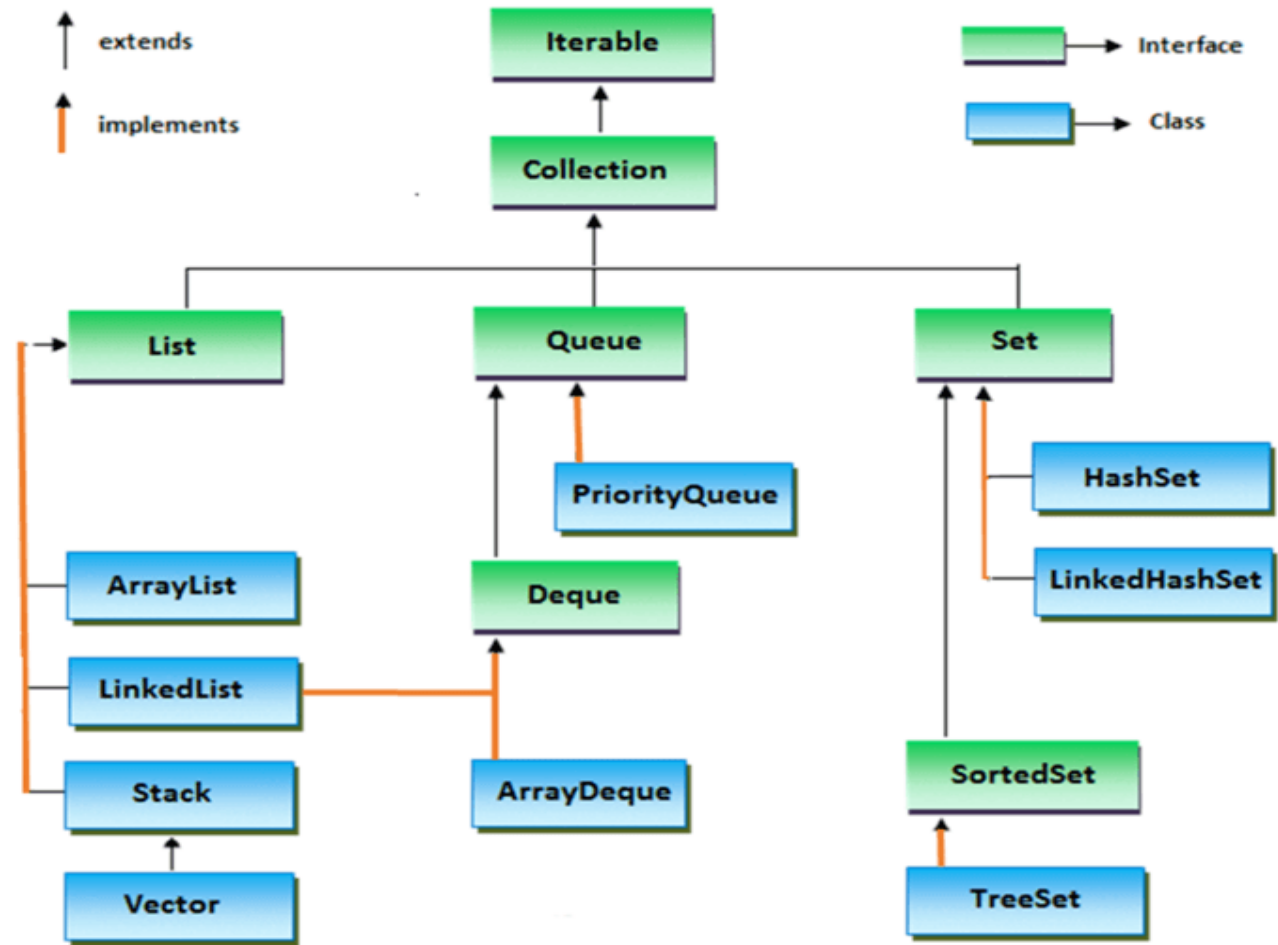 extends
Iterable
Interface
implements
Class
Collection
List
Queue
Set
HashSet
PriorityQueue
ArrayList
LinkedHashSet
Deque
LinkedList
SortedSet
Stack
ArrayDeque
Vector
TreeSet